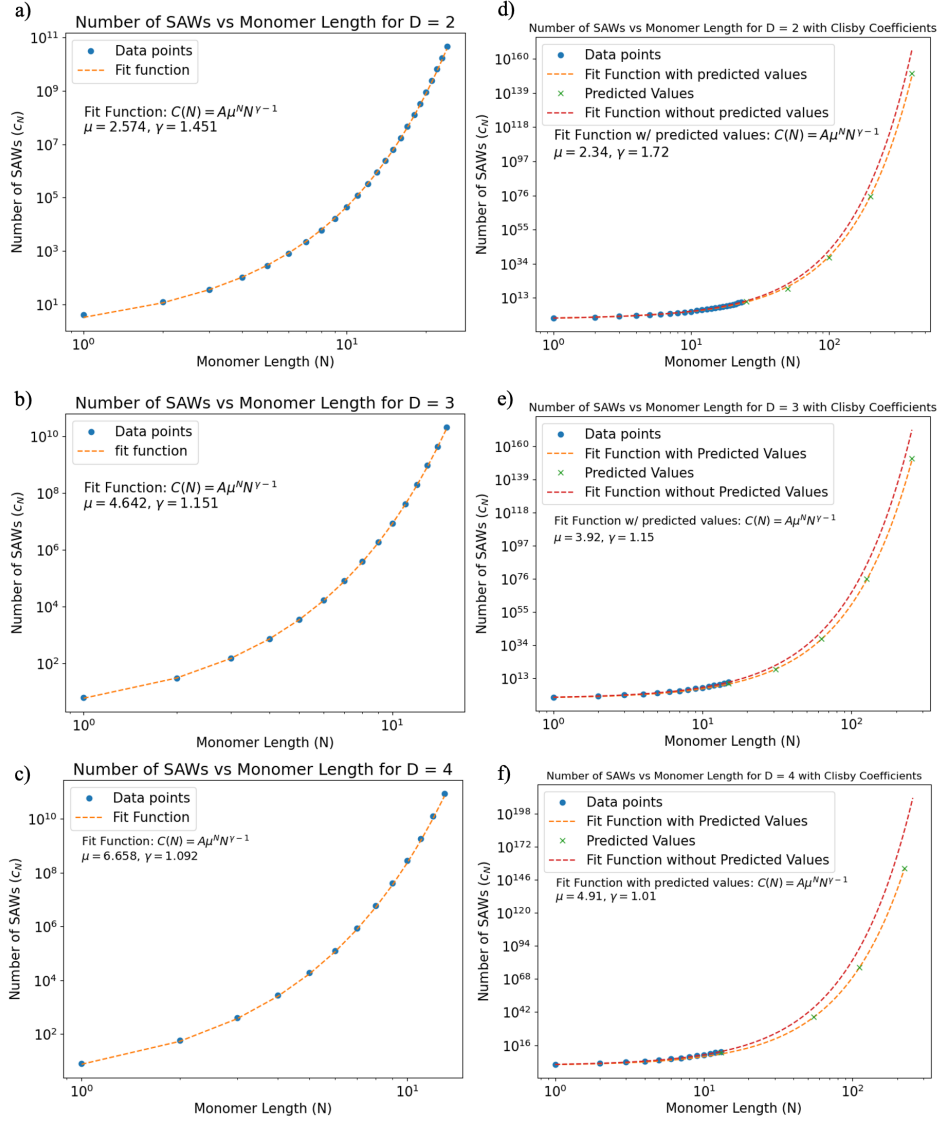 a)
Number of SAWs vs Monomer Length for D = 2
Data points
Fit function
Fit Function: C(N) = Aμ^N N^{γ−1}
μ = 2.574, γ = 1.451
Number of SAWs (c_N)
10^11
10^9
10^7
10^5
10^3
10^1
10^0
10^1
Monomer Length (N)
d)
Number of SAWs vs Monomer Length for D = 2 with Clisby Coefficients
Data points
Fit Function with predicted values
Predicted Values
Fit Function without predicted values
Fit Function w/ predicted values: C(N) = Aμ^N N^{γ−1}
μ = 2.34, γ = 1.72
Number of SAWs (c_N)
10^160
10^139
10^118
10^97
10^76
10^55
10^34
10^13
10^0
10^1
10^2
Monomer Length (N)
b)
Number of SAWs vs Monomer Length for D = 3
Data points
fit function
Fit Function: C(N) = Aμ^N N^{γ−1}
μ = 4.642, γ = 1.151
Number of SAWs (c_N)
10^10
10^8
10^6
10^4
10^2
10^0
10^1
Monomer Length (N)
e)
Number of SAWs vs Monomer Length for D = 3 with Clisby Coefficients
Data points
Fit Function with Predicted Values
Predicted Values
Fit Function without Predicted Values
Fit Function w/ predicted values: C(N) = Aμ^N N^{γ−1}
μ = 3.92, γ = 1.15
Number of SAWs (c_N)
10^160
10^139
10^118
10^97
10^76
10^55
10^34
10^13
10^0
10^1
10^2
Monomer Length (N)
c)
Number of SAWs vs Monomer Length for D = 4
Data points
Fit Function
Fit Function: C(N) = Aμ^N N^{γ−1}
μ = 6.658, γ = 1.092
Number of SAWs (c_N)
10^10
10^8
10^6
10^4
10^2
10^0
10^1
Monomer Length (N)
f)
Number of SAWs vs Monomer Length for D = 4 with Clisby Coefficients
Data points
Fit Function with Predicted Values
Predicted Values
Fit Function without Predicted Values
Fit Function with predicted values: C(N) = Aμ^N N^{γ−1}
μ = 4.91, γ = 1.01
Number of SAWs (c_N)
10^198
10^172
10^146
10^120
10^94
10^68
10^42
10^16
10^0
10^1
10^2
Monomer Length (N)